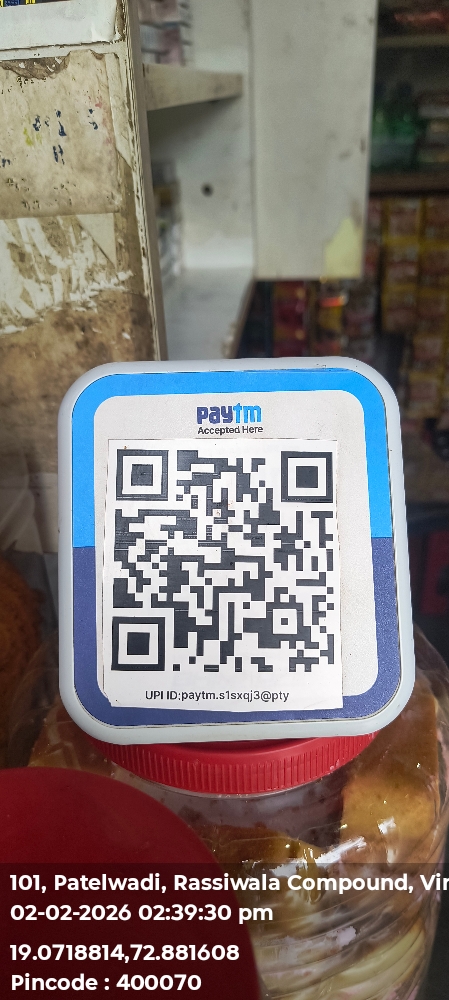 paytm
Accepted Here
UPI ID:paytm.s1sxqj3@pty
101, Patelwadi, Rassiwala Compound, Vir
02-02-2026 02:39:30 pm
19.0718814,72.881608
Pincode : 400070